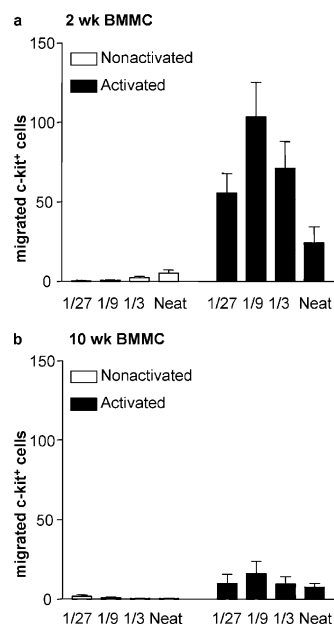 a 2 wk BMMC
150
Nonactivated
Activated
100
50
0
migrated c-kit⁺ cells
1/27 1/9 1/3 Neat 1/27 1/9 1/3 Neat
b 10 wk BMMC
150
Nonactivated
Activated
100
50
0
migrated c-kit⁺ cells
1/27 1/9 1/3 Neat 1/27 1/9 1/3 Neat